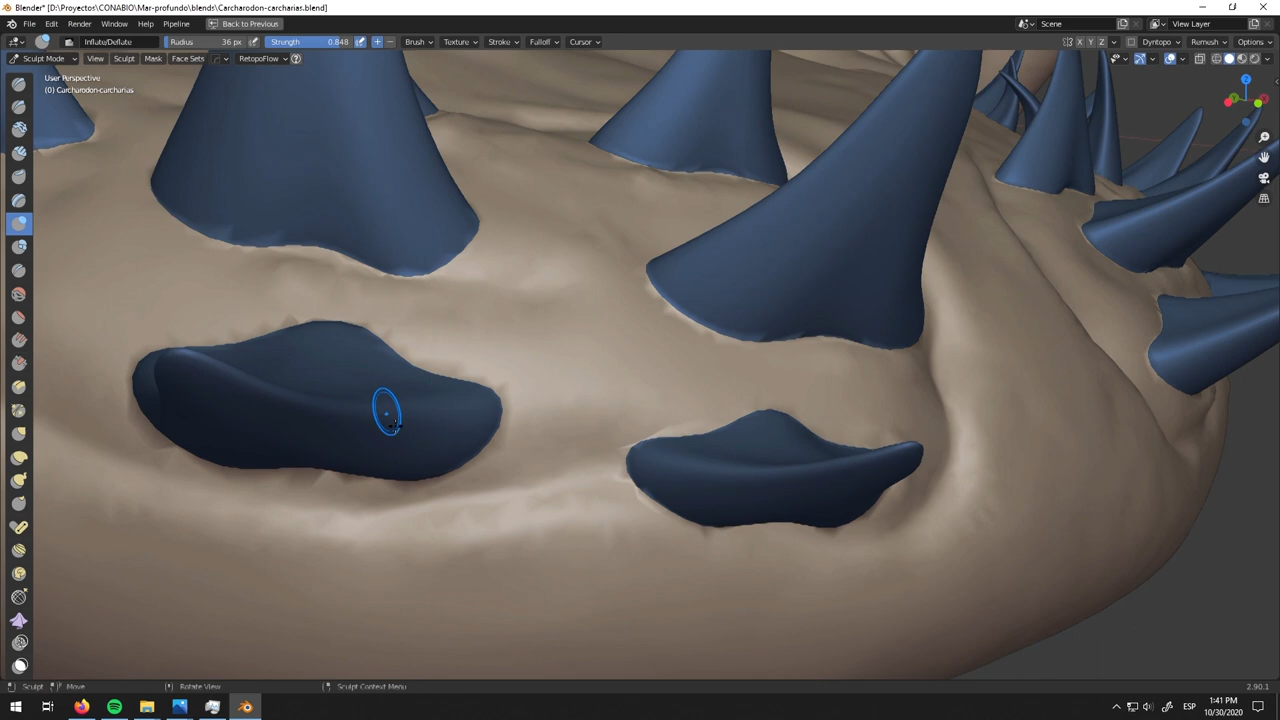 Blender* [D:\Proyectos\CONABIO\Mar-profundo\blends\Carcharodon-carcharias.blend]
File Edit Render Window Help Pipeline Back to Previous Scene View Layer
Inflate/Deflate Radius 36 px Strength 0.848 Brush Texture Stroke Falloff Cursor X Y Z Dyntopo Remesh Options
Sculpt Mode View Sculpt Mask Face Sets RetopoFlow
User Perspective
(0) Carcharodon-carcharias
Z
Sculpt Move Rotate View Sculpt Context Menu 2.90.1
ESP 1:41 PM
10/30/2020